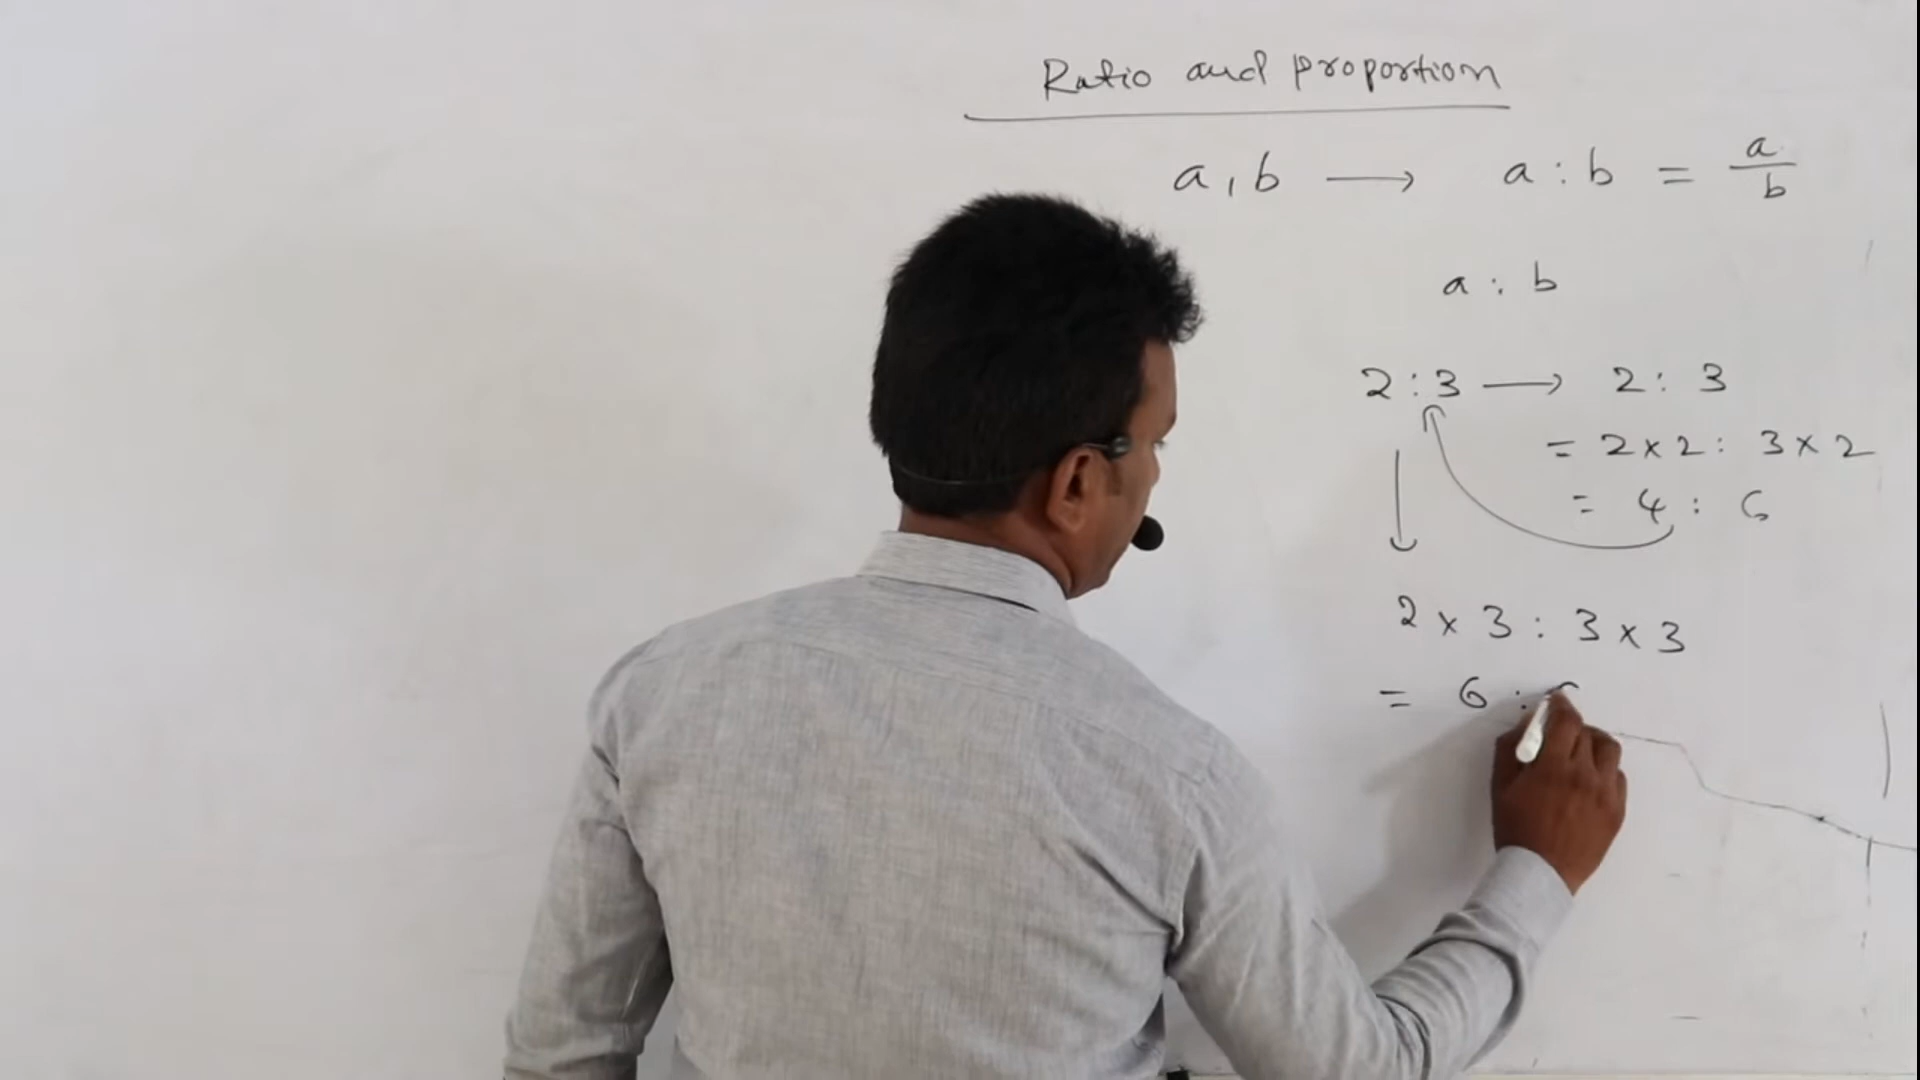 Ratio and proportion
a, b → a : b = a/b
a : b
2 : 3 → 2 : 3
= 2 × 2 : 3 × 2
= 4 : 6
2 × 3 : 3 × 3
= 6 :